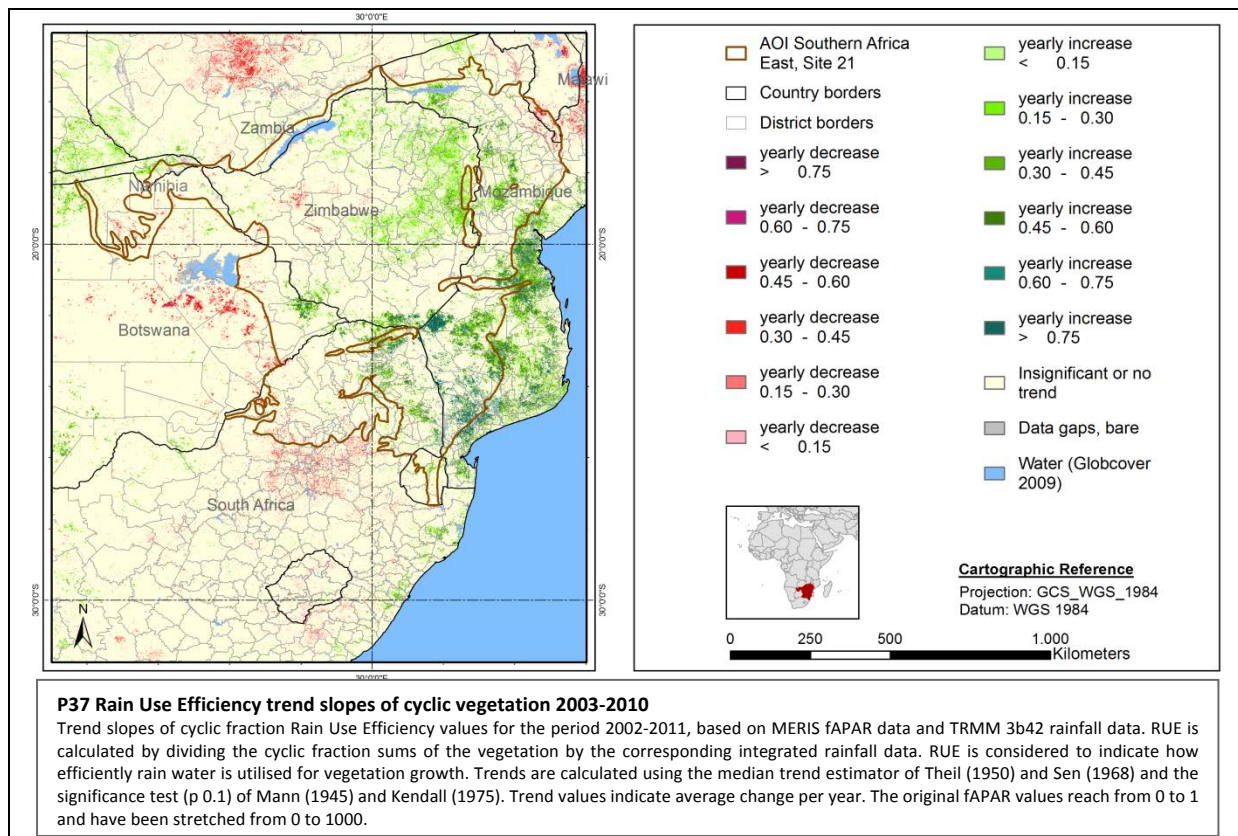 30°0'0"E
Malawi
Zambia
Namibia
Mozambique
Zimbabwe
20°0'0"S
20°0'0"S
Botswana
South Africa
30°0'0"S
30°0'0"S
N
30°0'0"E
AOI Southern Africa
East, Site 21
Country borders
District borders
yearly decrease
> 0.75
yearly decrease
0.60 - 0.75
yearly decrease
0.45 - 0.60
yearly decrease
0.30 - 0.45
yearly decrease
0.15 - 0.30
yearly decrease
< 0.15
yearly increase
< 0.15
yearly increase
0.15 - 0.30
yearly increase
0.30 - 0.45
yearly increase
0.45 - 0.60
yearly increase
0.60 - 0.75
yearly increase
> 0.75
Insignificant or no
trend
Data gaps, bare
Water (Globcover
2009)
Cartographic Reference
Projection: GCS_WGS_1984
Datum: WGS 1984
0 250 500 1.000
Kilometers
P37 Rain Use Efficiency trend slopes of cyclic vegetation 2003-2010
Trend slopes of cyclic fraction Rain Use Efficiency values for the period 2002-2011, based on MERIS fAPAR data and TRMM 3b42 rainfall data. RUE is
calculated by dividing the cyclic fraction sums of the vegetation by the corresponding integrated rainfall data. RUE is considered to indicate how
efficiently rain water is utilised for vegetation growth. Trends are calculated using the median trend estimator of Theil (1950) and Sen (1968) and the
significance test (p 0.1) of Mann (1945) and Kendall (1975). Trend values indicate average change per year. The original fAPAR values reach from 0 to 1
and have been stretched from 0 to 1000.